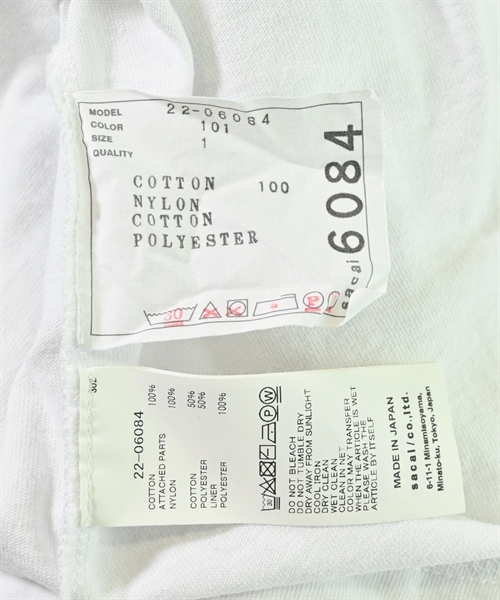 MODEL 22-06084
COLOR 101
SIZE 1
QUALITY
COTTON 100
NYLON
COTTON
POLYESTER
30
sacai 6084
22-06084
COTTON 100%
ATTACHED PARTS
NYLON 100%
COTTON 50%
POLYESTER 50%
LINER
POLYESTER 100%
30
P W
DO NOT BLEACH
DO NOT TUMBLE DRY
DRY AWAY FROM SUNLIGHT
COOL IRON
DRY CLEAN
WET CLEAN
CLEAN IN NET
COLOR MAY TRANSFER
WHEN THE ARTICLE IS WET
PLEASE WASH THE
ARTICLE BY ITSELF
MADE IN JAPAN
sacai/co.,ltd.
6-11-1 Minamiaoyama,
Minato-ku, Tokyo, Japan